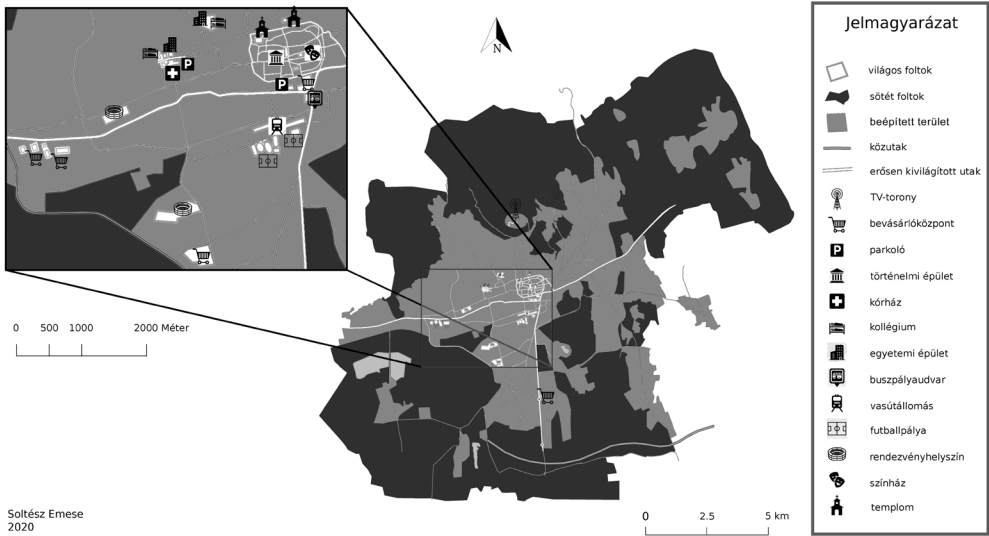 N
Jelmagyarázat
világos foltok
sötét foltok
beépített terület
közutak
erősen kivilágított utak
TV-torony
bevásárlóközpont
P parkoló
történelmi épület
kórház
kollégium
egyetemi épület
buszpályaudvar
vasútállomás
futballpálya
rendezvényhelyszín
színház
templom
P
P
0 500 1000 2000 Méter
Soltész Emese
2020
0 2.5 5 km